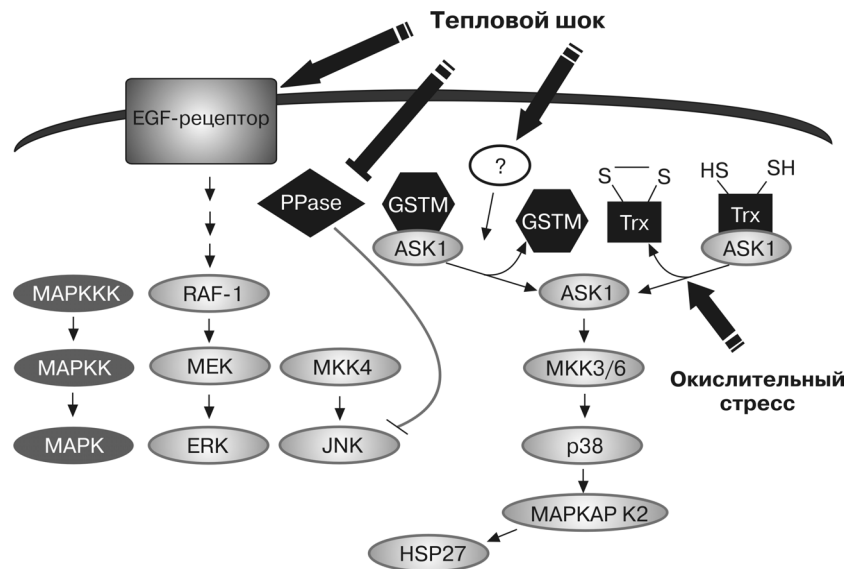 Тепловой шок
EGF-рецептор
?
S S
HS SH
PPase
GSTM
GSTM
Trx
Trx
ASK1
ASK1
MAPKKK
RAF-1
ASK1
MAPKK
MEK
MKK4
MKK3/6
Окислительный
стресс
MAPK
ERK
JNK
p38
MAPKAP K2
HSP27